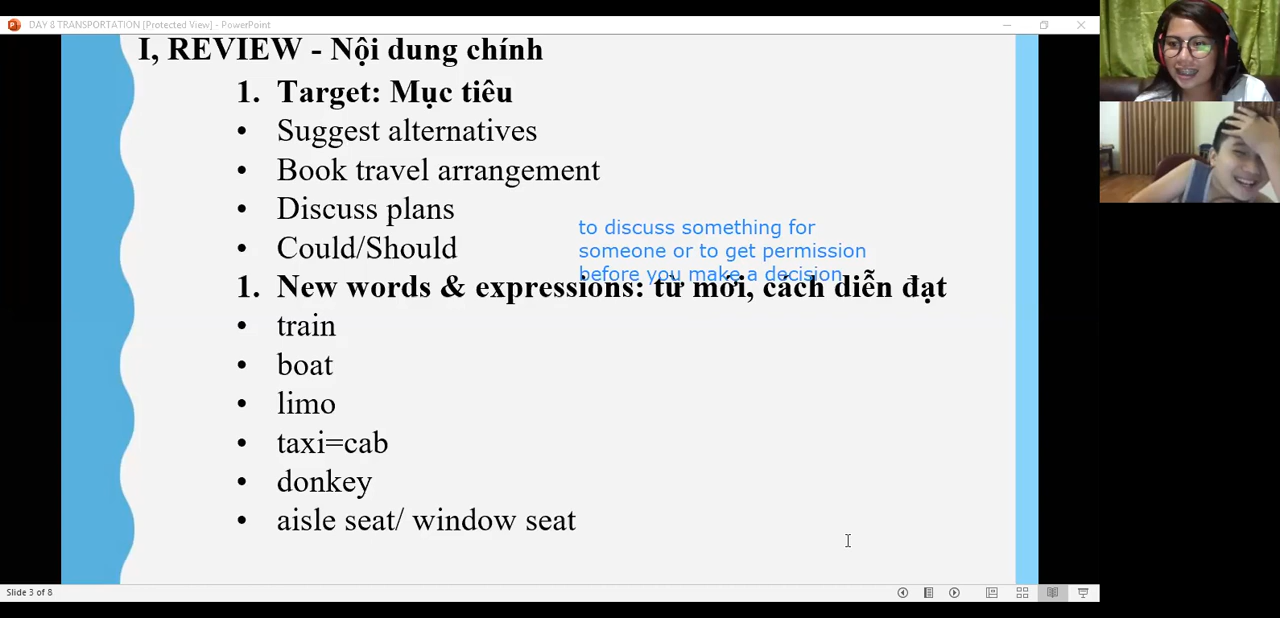 DAY 8 TRANSPORTATION [Protected View] - PowerPoint
I, REVIEW - Nội dung chính
1. Target: Mục tiêu
• Suggest alternatives
• Book travel arrangement
• Discuss plans
• Could/Should
to discuss something for
someone or to get permission
before you make a decision
1. New words & expressions: từ mới, cách diễn đạt
• train
• boat
• limo
• taxi=cab
• donkey
• aisle seat/ window seat
Slide 3 of 8